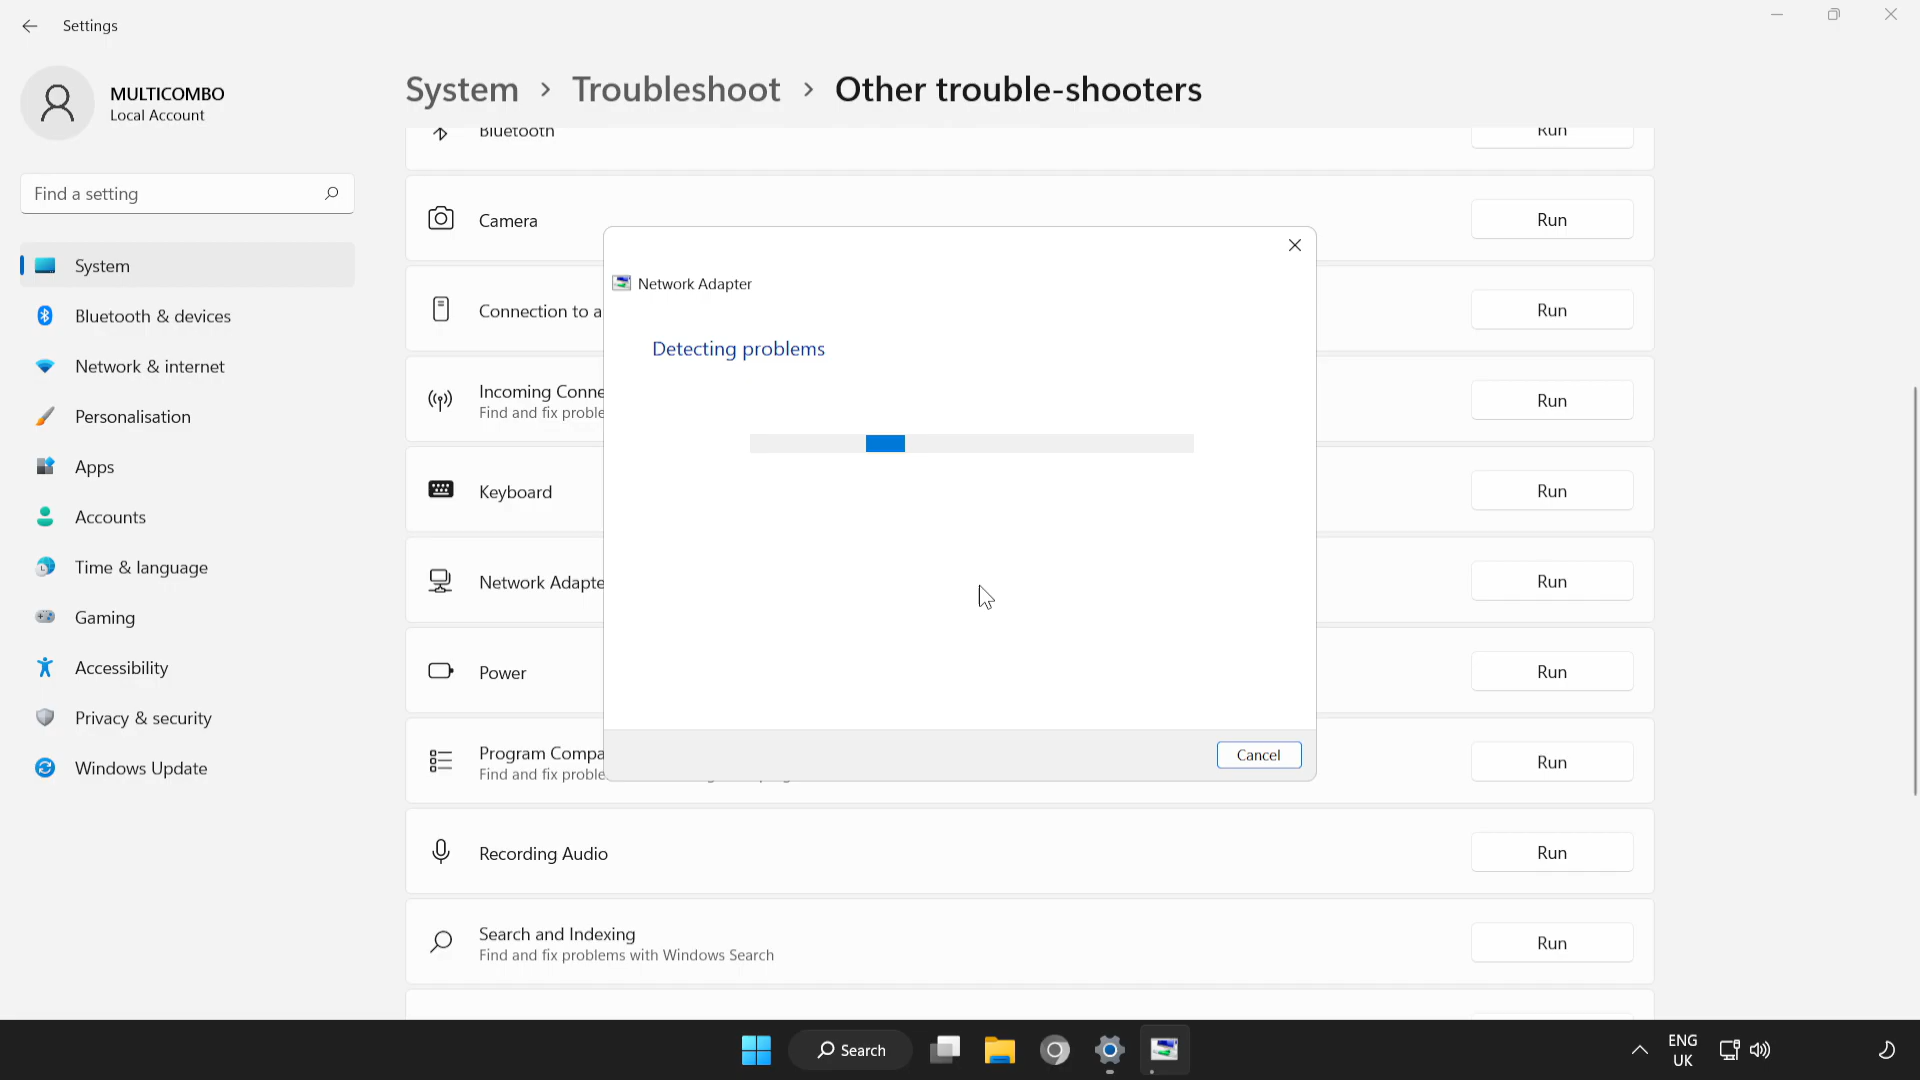 Settings
MULTICOMBO
Local Account
Find a setting
System
Bluetooth & devices
Network & internet
Personalisation
Apps
Accounts
Time & language
Gaming
Accessibility
Privacy & security
Windows Update
System > Troubleshoot > Other trouble-shooters
Bluetooth Run
Camera Run
Connection to a Run
Incoming Conne Run
Find and fix proble
Keyboard Run
Network Adapte Run
Power Run
Program Compa Run
Find and fix proble
Recording Audio Run
Search and Indexing Run
Find and fix problems with Windows Search
Network Adapter
Detecting problems
Cancel
Search
ENG
UK